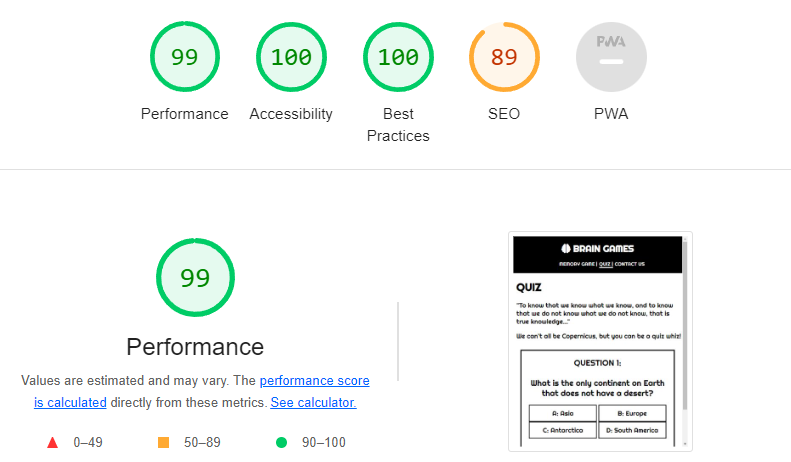 99
100
100
89
PWA
Performance
Accessibility
Best
Practices
SEO
PWA
99
Performance
Values are estimated and may vary. The performance score
is calculated directly from these metrics. See calculator.
0–49
50–89
90–100
BRAIN GAMES
MEMORY GAME | QUIZ | CONTACT US
QUIZ
"To know that we know what we know, and to know
that we do not know what we do not know, that is
true knowledge..."
We can't all be Copernicus, but you can be a quiz whiz!
QUESTION 1:
What is the only continent on Earth
that does not have a desert?
A: Asia
B: Europe
C: Antarctica
D: South America